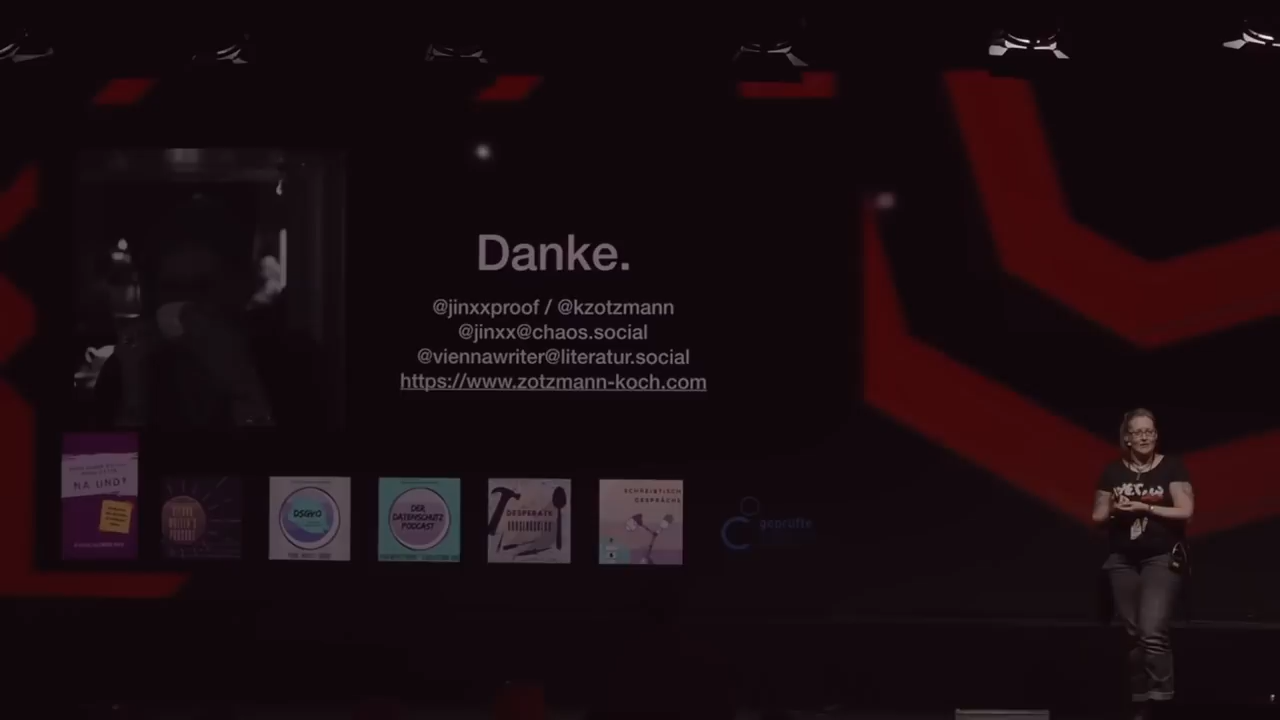 Danke.
@jinxxproof / @kzotzmann
@jinxx@chaos.social
@viennawriter@literatur.social
https://www.zotzmann-koch.com
NA UND?
DSGVO
DER
DATENSCHUTZ
PODCAST
DESPERATE
SCHREIBTISCH
GESPRÄCHE
geprüfte